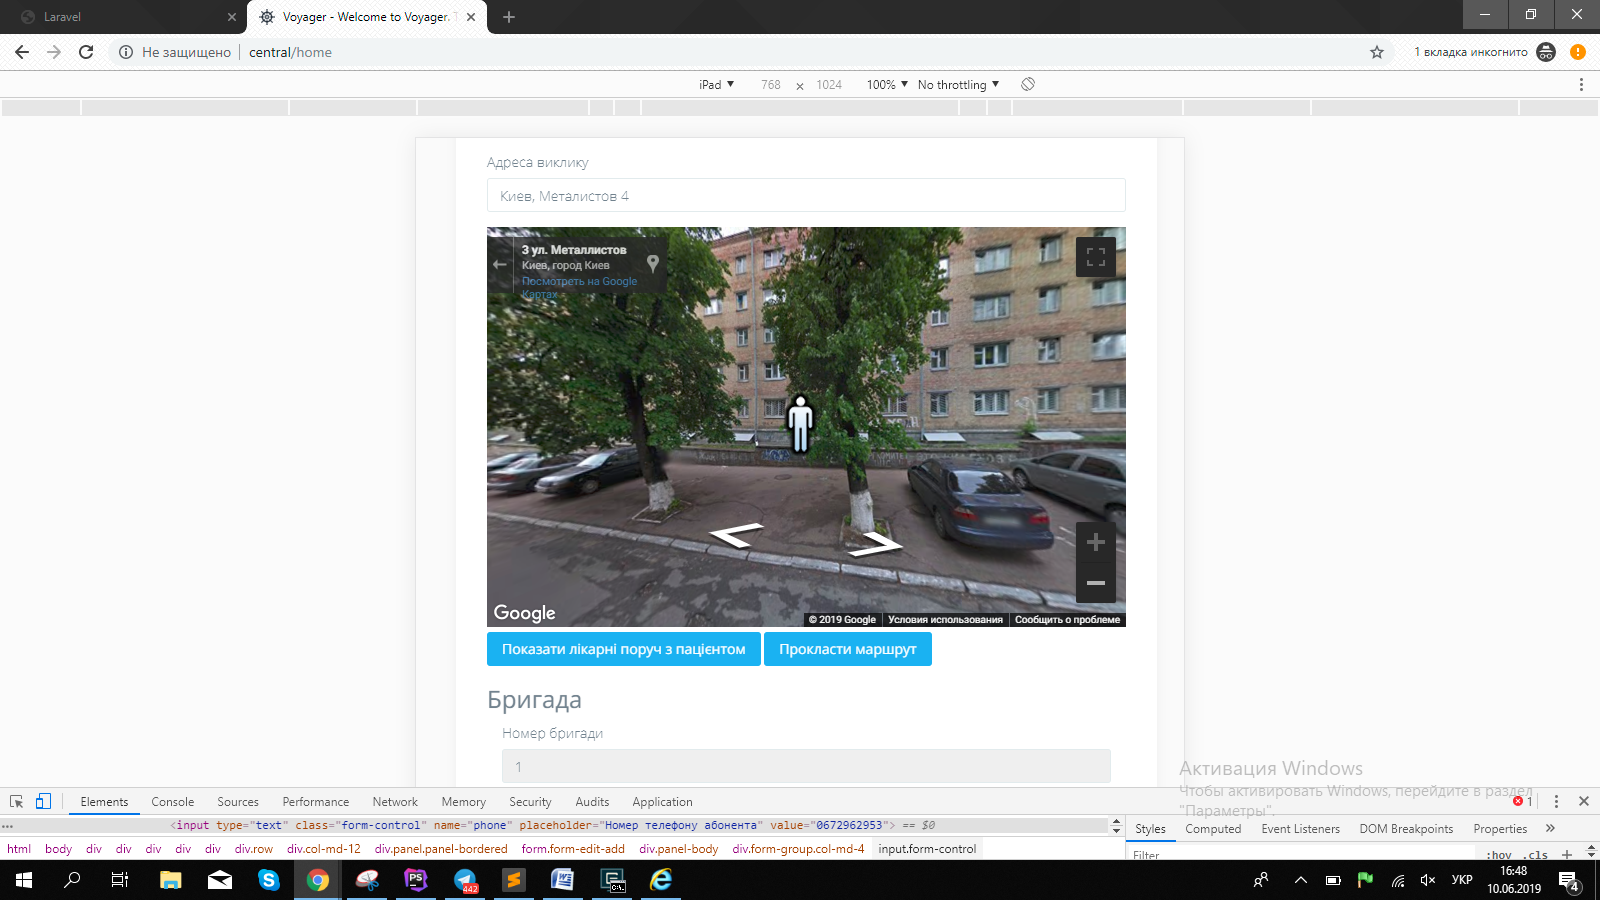 Laravel
Voyager - Welcome to Voyager. T
Не защищено
central/home
1 вкладка инкогнито
iPad
768 × 1024
100%
No throttling
Адреса виклику
Киев, Металистов 4
3 ул. Металлистов
Киев, город Киев
Посмотреть на Google
Картах
Google
© 2019 Google
Условия использования
Сообщить о проблеме
Показати лікарні поруч з пацієнтом
Прокласти маршрут
Бригада
Номер бригади
1
Активация Windows
Чтобы активировать Windows, перейдите в раздел
"Параметры".
Elements Console Sources Performance Network Memory Security Audits Application
1
... <input type="text" class="form-control" name="phone" placeholder="Номер телефону абонента" value="0672962953"> == $0
Styles Computed Event Listeners DOM Breakpoints Properties »
html body div div div div div div.row div.col-md-12 div.panel.panel-bordered form.form-edit-add div.panel-body div.form-group.col-md-4 input.form-control
Filter
:hov .cls +
PS
442
УКР
16:48
10.06.2019
4